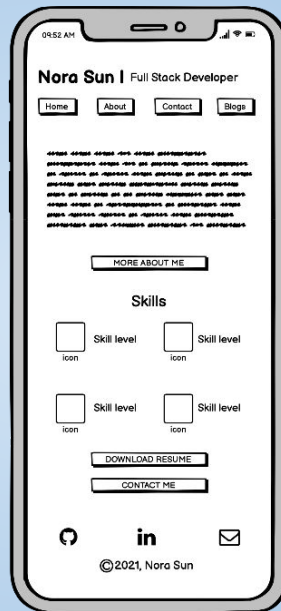 09:52 AM
Nora Sun | Full Stack Developer
Home About Contact Blogs
MORE ABOUT ME
Skills
Skill level Skill level
icon icon
Skill level Skill level
icon icon
DOWNLOAD RESUME
CONTACT ME
in
©2021, Nora Sun